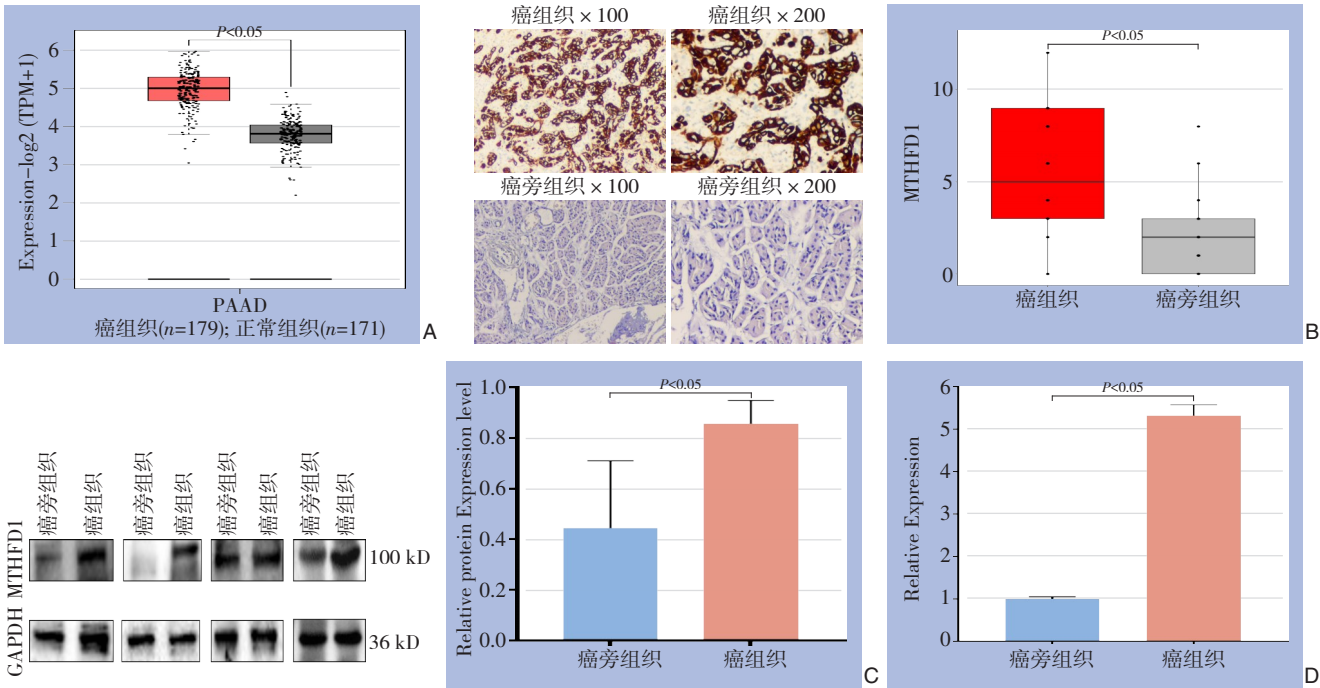 P<0.05
Expression−log2 (TPM+1)
6
5
4
3
2
1
0
PAAD
癌组织(n=179); 正常组织(n=171)
A
癌组织×100
癌组织×200
癌旁组织×100
癌旁组织×200
P<0.05
MTHFD1
10
5
0
癌组织
癌旁组织
B
癌旁组织
癌组织
癌旁组织
癌组织
癌旁组织
癌组织
癌旁组织
癌组织
MTHFD1
100 kD
GAPDH
36 kD
P<0.05
Relative protein Expression level
1.0
0.8
0.6
0.4
0.2
0.0
癌旁组织
癌组织
C
P<0.05
Relative Expression
6
5
4
3
2
1
0
癌旁组织
癌组织
D